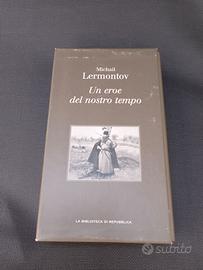 Michail
Lermontov
Un eroe
del nostro tempo
LA BIBLIOTECA DI REPUBBLICA
subito